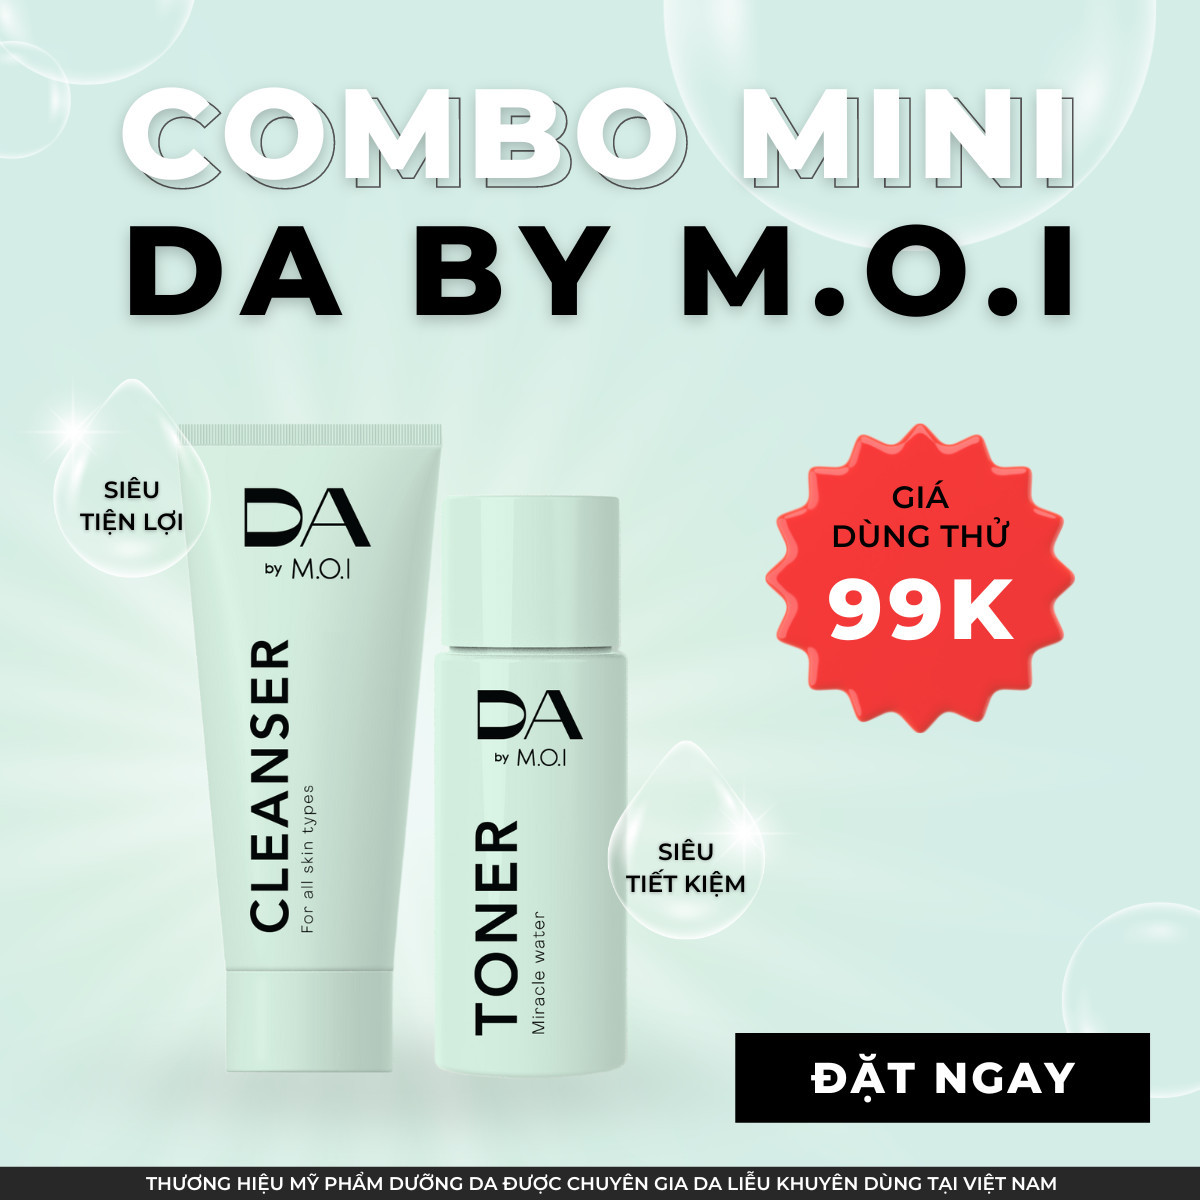 COMBO MINI
DA BY M.O.I
SIÊU
TIỆN LỢI
DA
by M.O.I
CLEANSER
For all skin types
DA
by M.O.I
TONER
Miracle water
GIÁ
DÙNG THỬ
99K
SIÊU
TIẾT KIỆM
ĐẶT NGAY
THƯƠNG HIỆU MỸ PHẨM DƯỠNG DA ĐƯỢC CHUYÊN GIA DA LIỄU KHUYÊN DÙNG TẠI VIỆT NAM